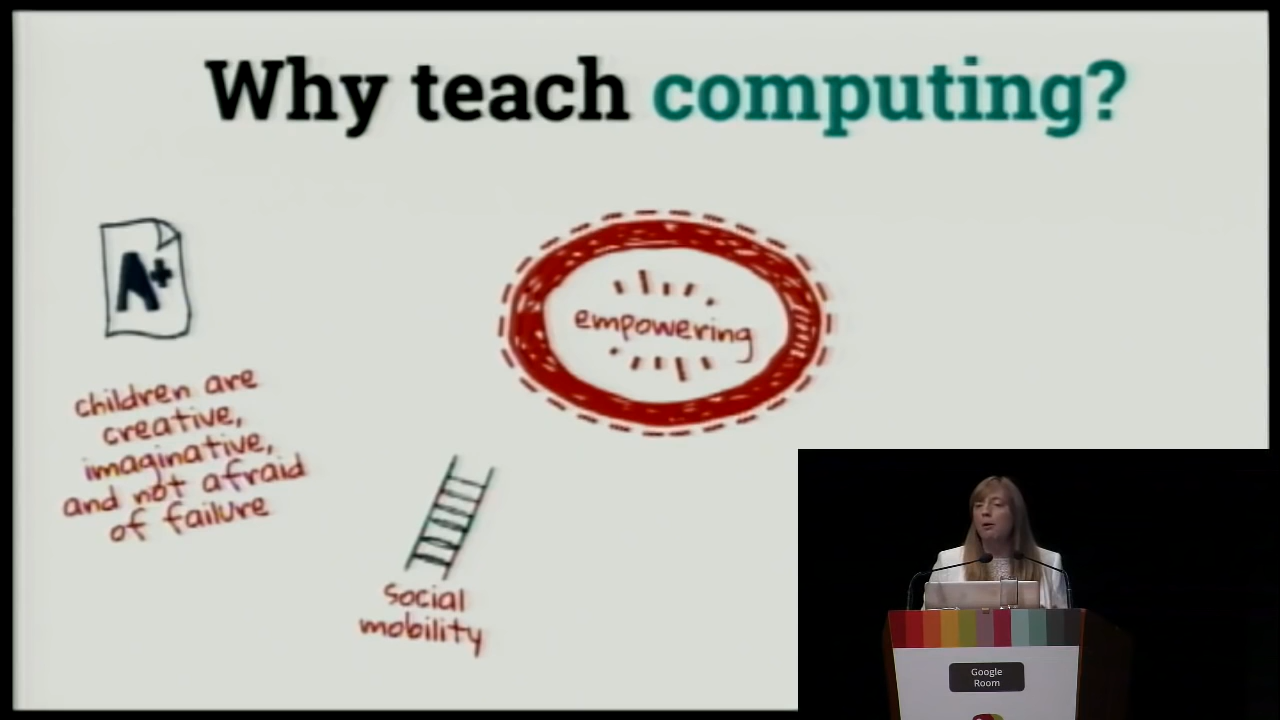 Why teach computing?
A+
empowering
children are
creative,
imaginative,
and not afraid
of failure
social
mobility
Google
Room